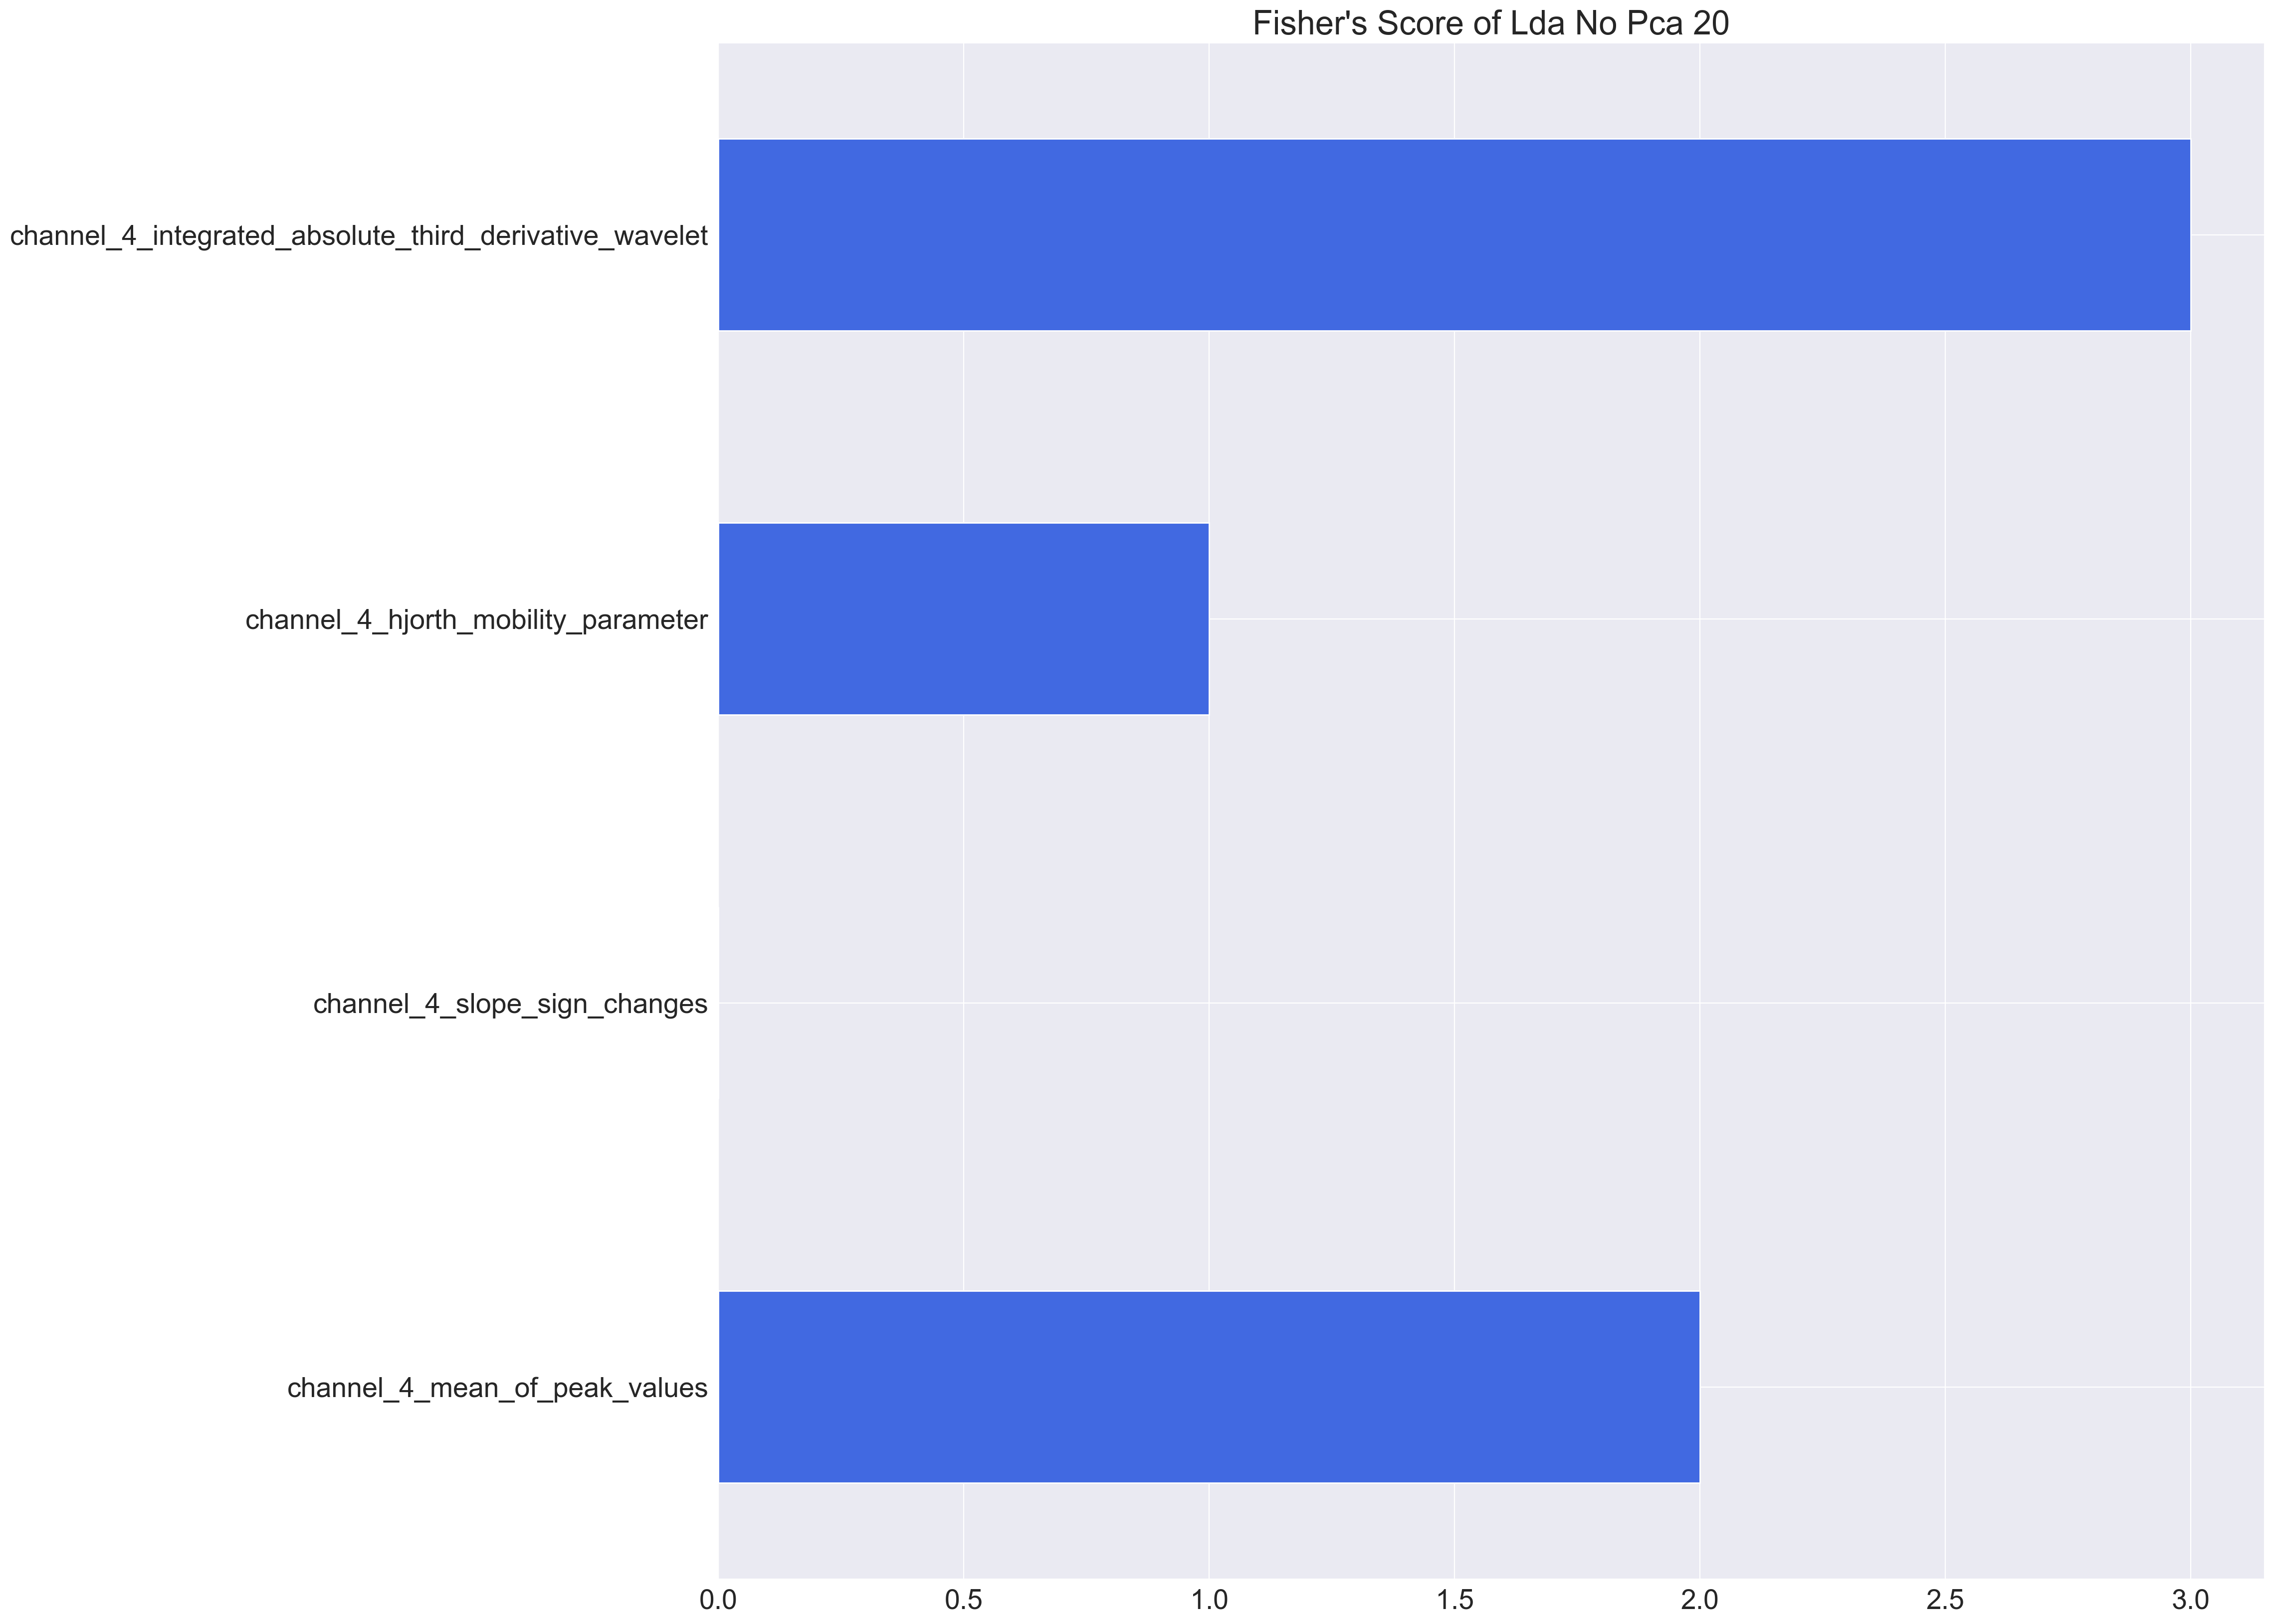 Fisher's Score of Lda No Pca 20
channel_4_integrated_absolute_third_derivative_wavelet
channel_4_hjorth_mobility_parameter
channel_4_slope_sign_changes
channel_4_mean_of_peak_values
0.0 0.5 1.0 1.5 2.0 2.5 3.0